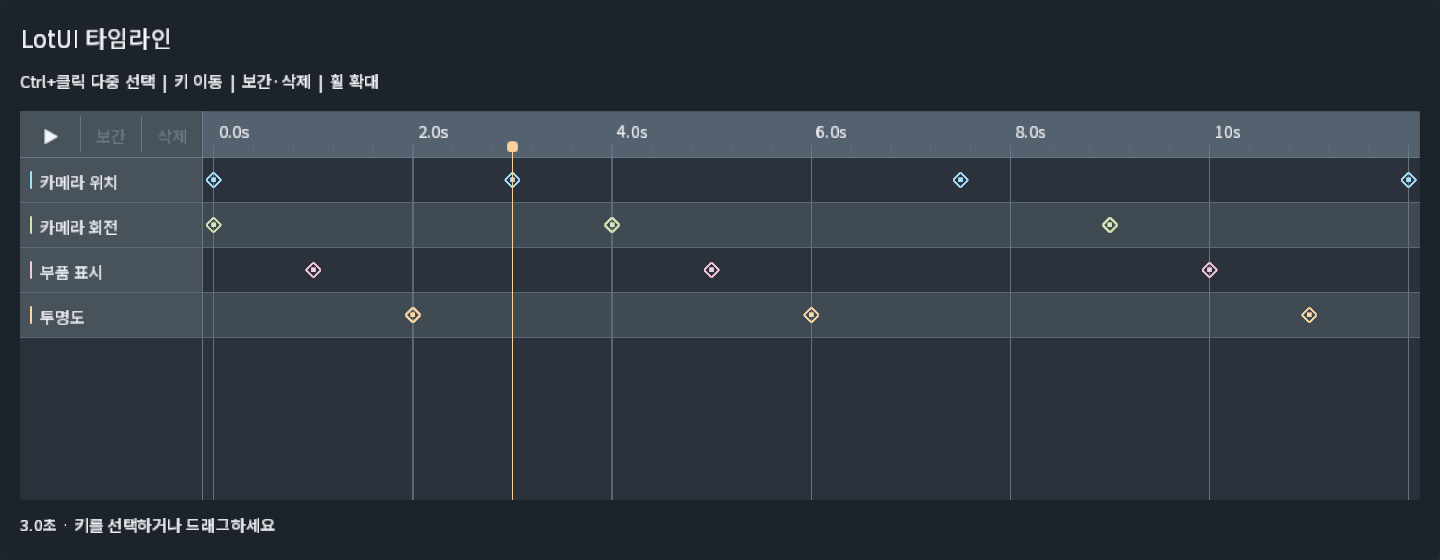 LotUI 타임라인
Ctrl+클릭 다중 선택 | 키 이동 | 보간·삭제 | 휠 확대
보간 삭제 0.0s 2.0s 4.0s 6.0s 8.0s 10s
카메라 위치
카메라 회전
부품 표시
투명도
3.0초 · 키를 선택하거나 드래그하세요